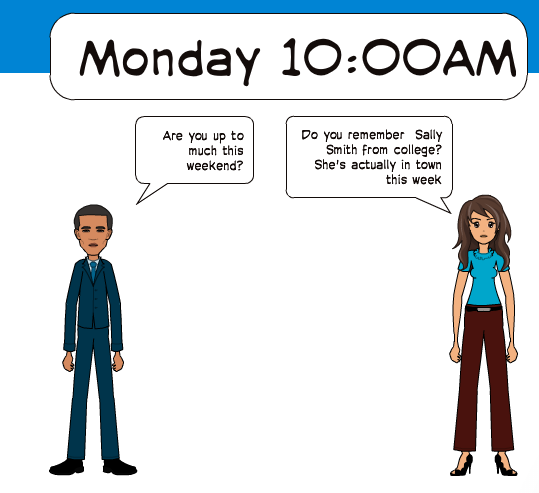 Monday 10:00AM
Are you up to
much this
weekend?
Do you remember Sally
Smith from college?
She's actually in town
this week